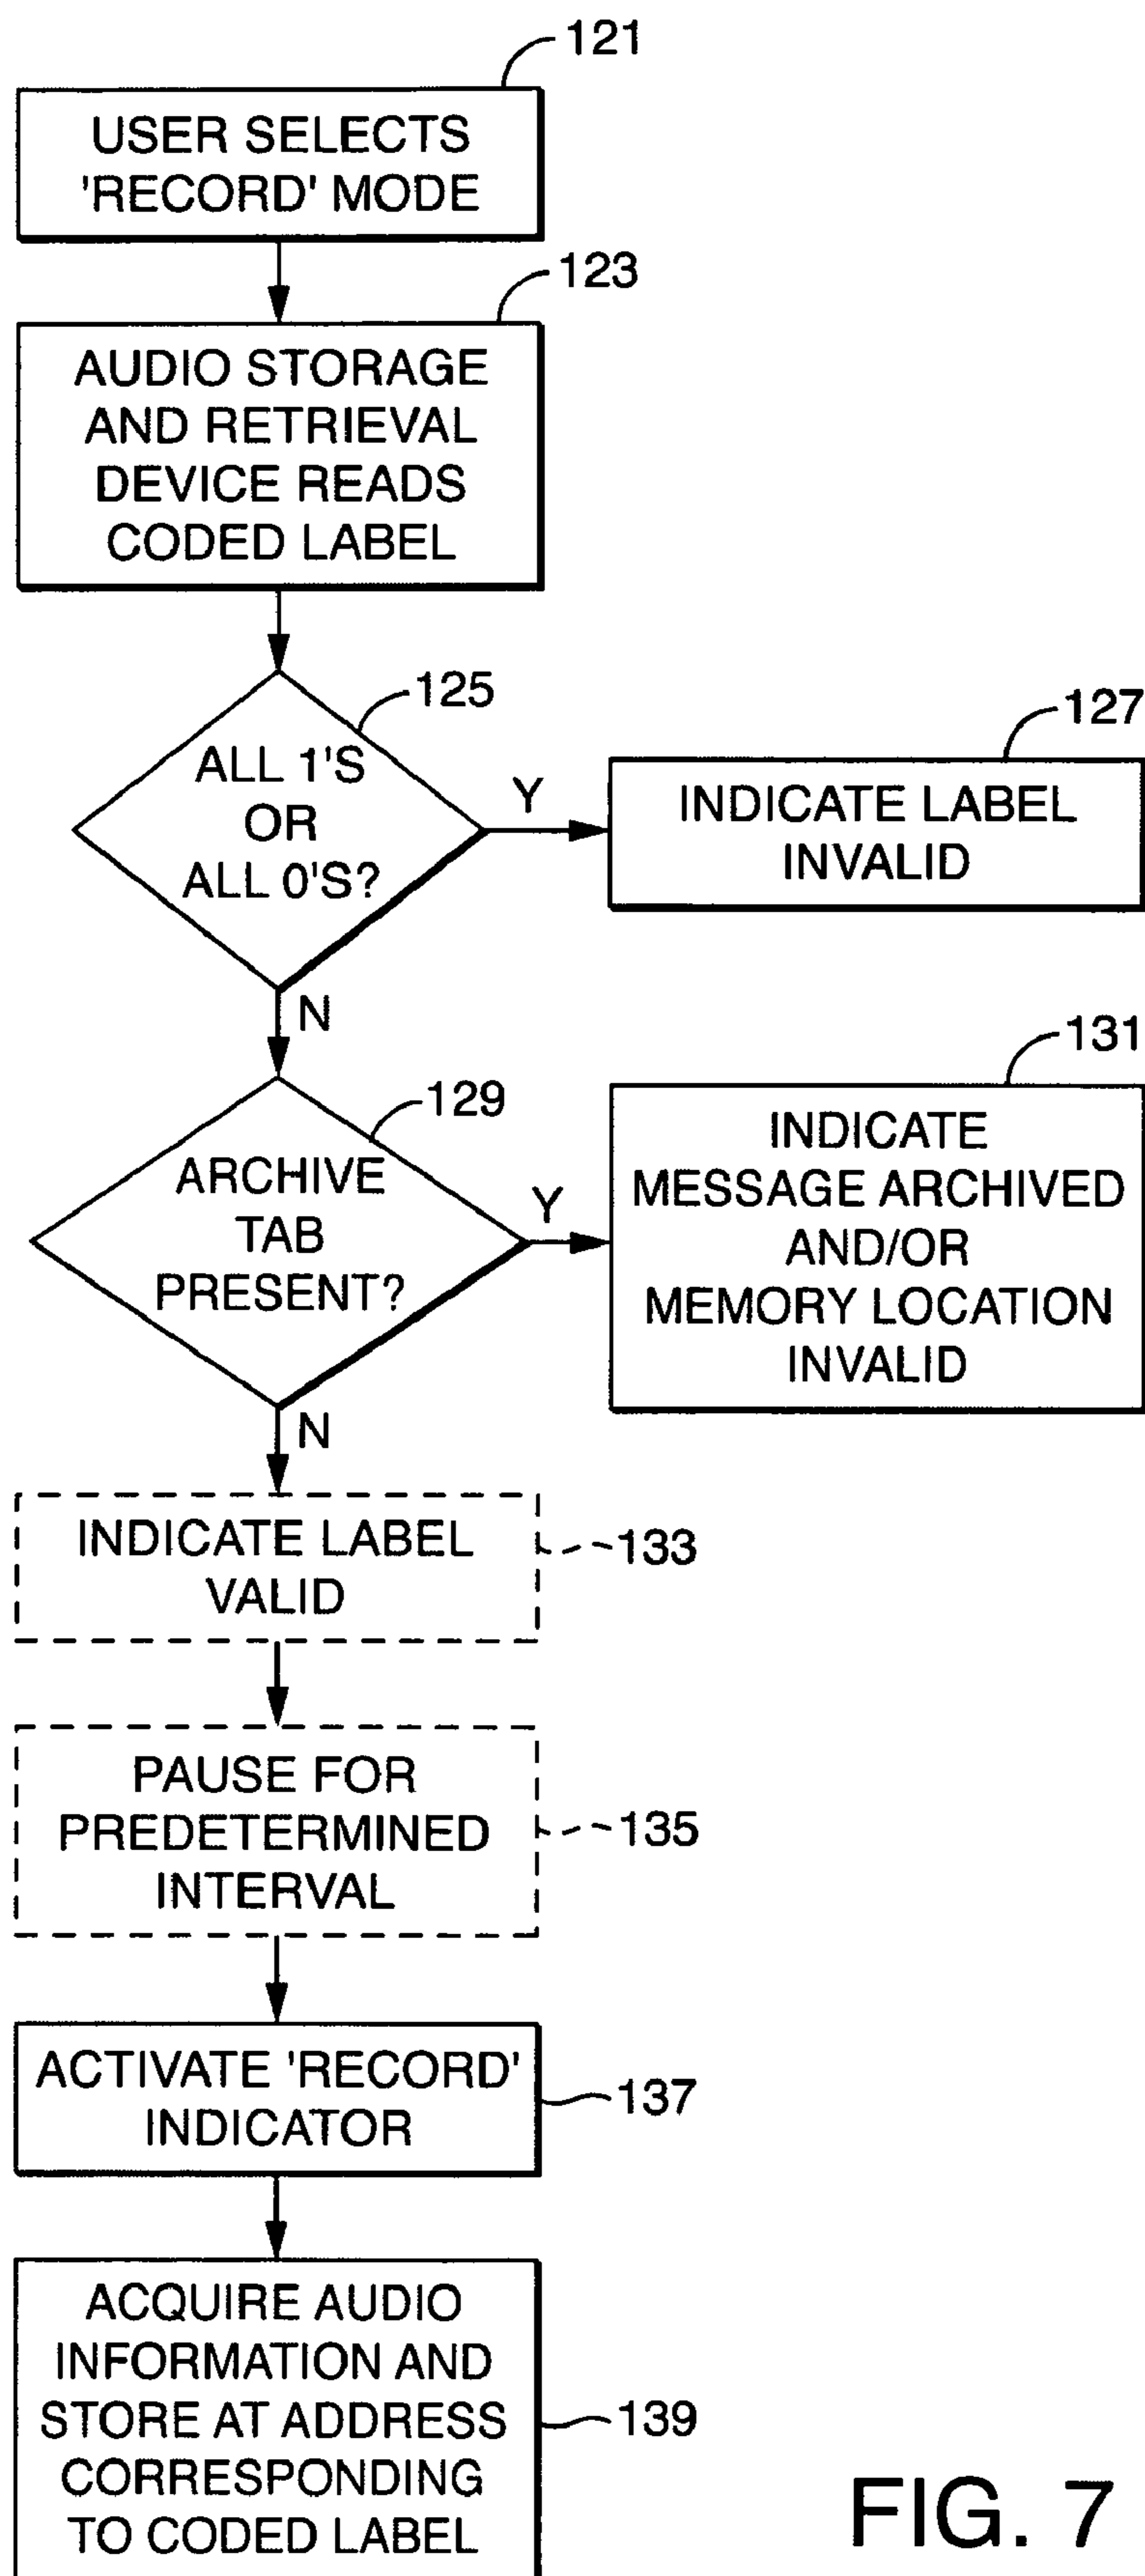 121
USER SELECTS
'RECORD' MODE
123
AUDIO STORAGE
AND RETRIEVAL
DEVICE READS
CODED LABEL
125
ALL 1'S
OR
ALL 0'S?
Y
127
INDICATE LABEL
INVALID
N
129
ARCHIVE
TAB
PRESENT?
Y
131
INDICATE
MESSAGE ARCHIVED
AND/OR
MEMORY LOCATION
INVALID
N
INDICATE LABEL
VALID
133
PAUSE FOR
PREDETERMINED
INTERVAL
135
ACTIVATE 'RECORD'
INDICATOR
137
ACQUIRE AUDIO
INFORMATION AND
STORE AT ADDRESS
CORRESPONDING
TO CODED LABEL
139
FIG. 7